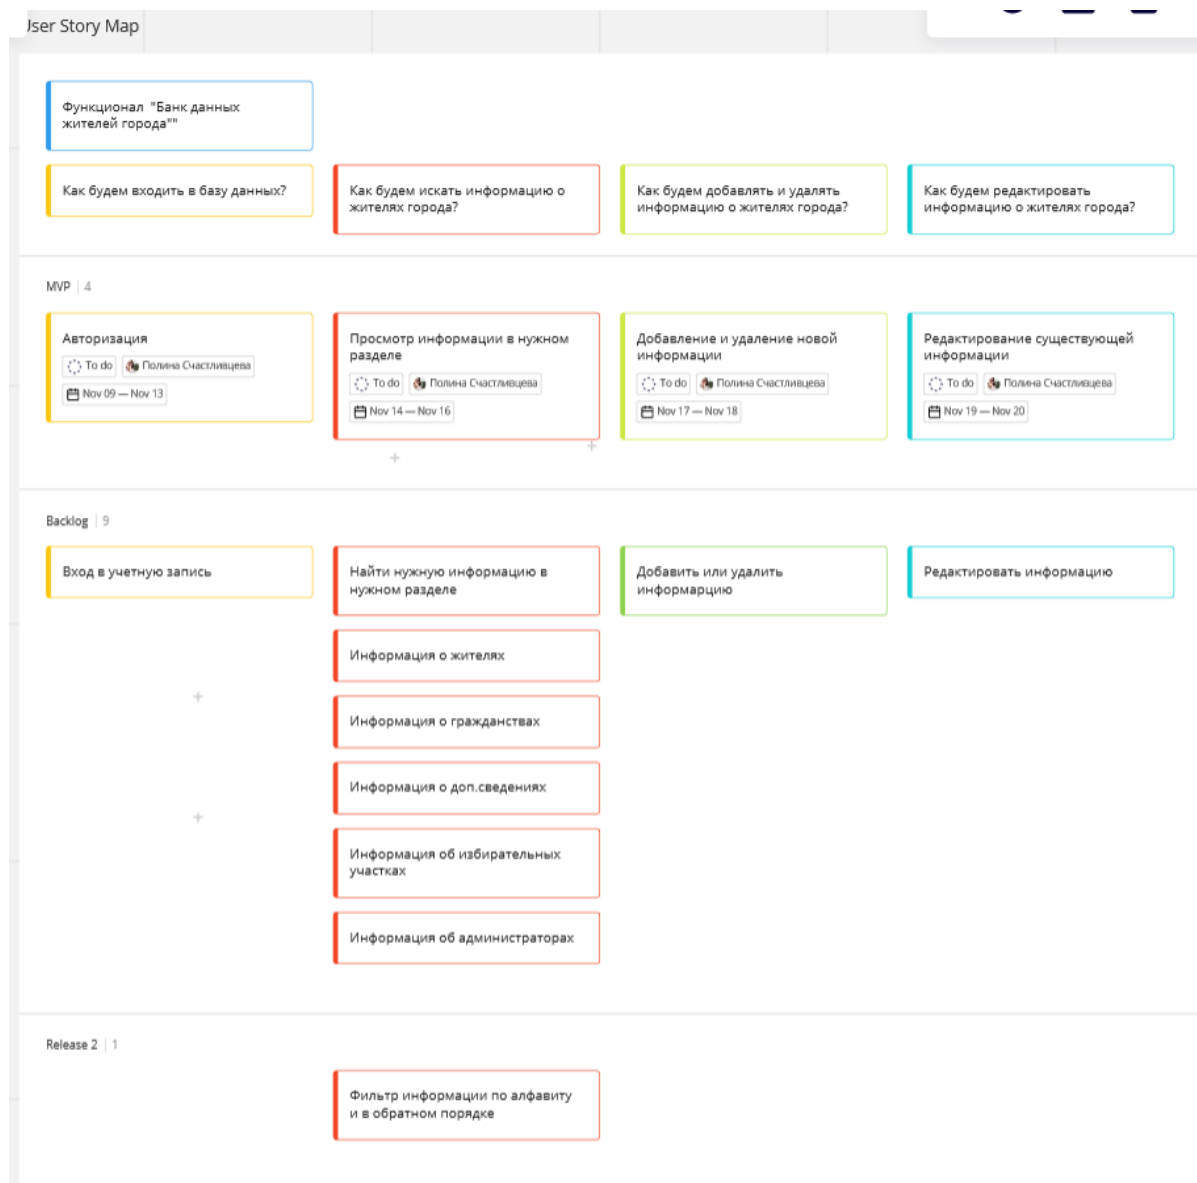 User Story Map
Функционал "Банк данных
жителей города""
Как будем входить в базу данных?
Как будем искать информацию о
жителях города?
Как будем добавлять и удалять
информацию о жителях города?
Как будем редактировать
информацию о жителях города?
MVP 4
Авторизация
To do Полина Счастливцева
Nov 09 — Nov 13
Просмотр информации в нужном
разделе
To do Полина Счастливцева
Nov 14 — Nov 16
Добавление и удаление новой
информации
To do Полина Счастливцева
Nov 17 — Nov 18
Редактирование существующей
информации
To do Полина Счастливцева
Nov 19 — Nov 20
Backlog 9
Вход в учетную запись
Найти нужную информацию в
нужном разделе
Добавить или удалить
информарцию
Редактировать информацию
Информация о жителях
Информация о гражданствах
Информация о доп.сведениях
Информация об избирательных
участках
Информация об администраторах
Release 2 1
Фильтр информации по алфавиту
и в обратном порядке